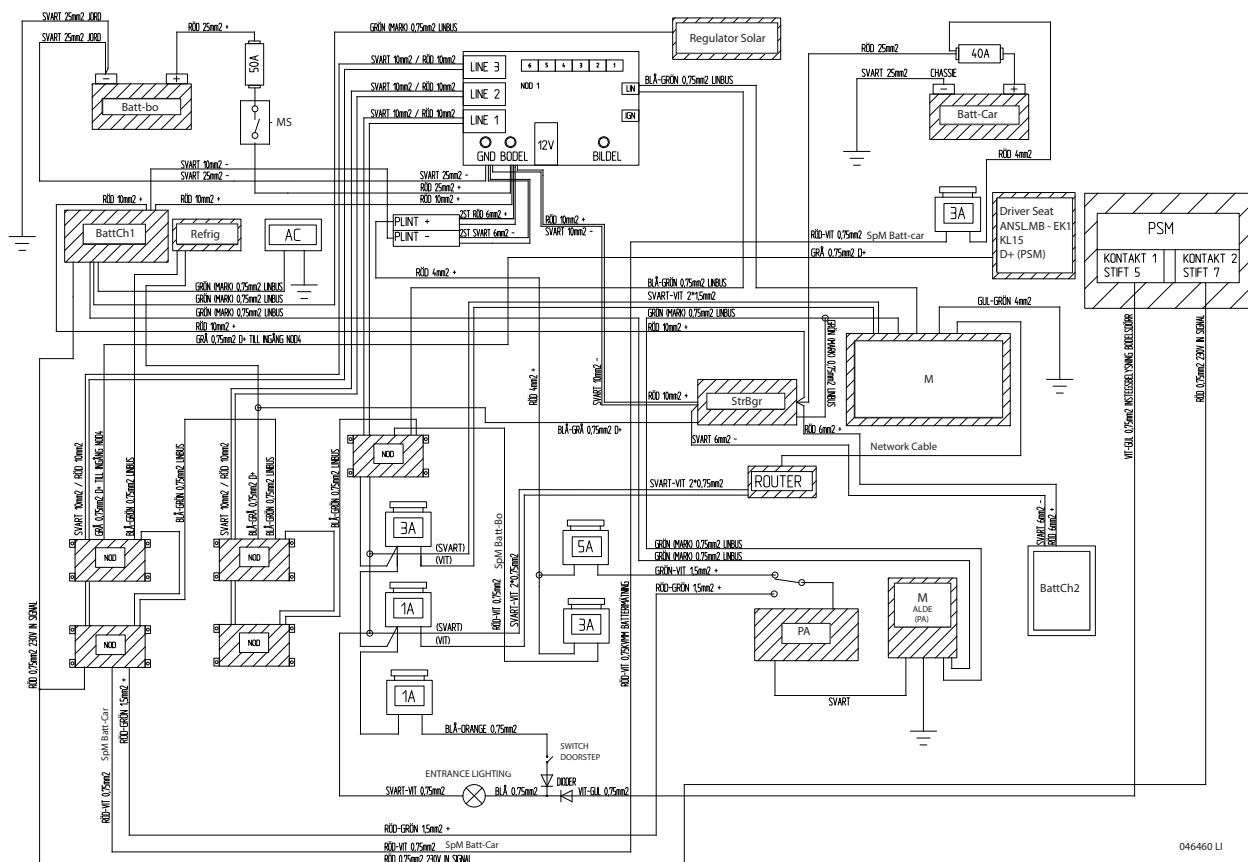 SVART 25mm2 JORD
SVART 25mm2 JORD
RÖD 25mm2 +
50A
Batt-bo
MS
GRÖN (MARK) 0,75mm2 LINBUS
Regulator Solar
SVART 10mm2 / RÖD 10mm2
SVART 10mm2 / RÖD 10mm2
SVART 10mm2 / RÖD 10mm2
LINE 3
LINE 2
LINE 1
6 5 4 3 2 1
NOD 1
LIN
IGN
12V
GND BODEL
BILDEL
BLÅ-GRÖN 0,75mm2 LINBUS
RÖD 25mm2
40A
SVART 25mm2
CHASSIE
Batt-Car
RÖD 4mm2
3A
Driver Seat
ANSL.MB - EK1
KL15
D+ (PSM)
PSM
KONTAKT 1
STIFT 5
KONTAKT 2
STIFT 7
SVART 10mm2 -
SVART 25mm2 -
SVART 25mm2 -
RÖD 25mm2 +
RÖD 10mm2 +
RÖD 10mm2 +
RÖD 10mm2 +
BattCh1
Refrig
AC
PLINT +
PLINT -
2ST RÖD 6mm2 +
2ST SVART 6mm2 -
RÖD 10mm2 +
SVART 10mm2 -
RÖD-VIT 0,75mm2 SpM Batt-car
GRÅ 0,75mm2 D+
RÖD 4mm2 +
GRÖN (MARK) 0,75mm2 LINBUS
GRÖN (MARK) 0,75mm2 LINBUS
GRÖN (MARK) 0,75mm2 LINBUS
RÖD 10mm2 +
GRÅ 0,75mm2 D+ TILL INGÅNG NOD4
BLÅ-GRÖN 0,75mm2 LINBUS
SVART-VIT 2*1,5mm2
GRÖN (MARK) 0,75mm2 LINBUS
RÖD 10mm2 +
GUL-GRÖN 4mm2
GRÖN (MARK) 0,75mm2 LINBUS
M
RÖD 4mm2 +
SVART 10mm2 -
RÖD 10mm2 +
RÖD 10mm2 +
StrBgr
BLÅ-GRÅ 0,75mm2 D+
RÖD 6mm2 +
SVART 6mm2 -
Network Cable
ROUTER
VIT-GUL 0,75mm2 INSTEGSBELYSNING BODELSDÖRR
RÖD 0,75mm2 230V IN SIGNAL
SVART 10mm2 / RÖD 10mm2
GRÅ 0,75mm2 D+ TILL INGÅNG NOD4
BLÅ-GRÖN 0,75mm2 LINBUS
BLÅ-GRÖN 0,75mm2 LINBUS
SVART 10mm2 / RÖD 10mm2
BLÅ-GRÅ 0,75mm2 D+
BLÅ-GRÖN 0,75mm2 LINBUS
BLÅ-GRÖN 0,75mm2 LINBUS
NOD
SVART-VIT 2*0,75mm2
3A
(SVART)
(VIT)
NOD
NOD
5A
GRÖN (MARK) 0,75mm2 LINBUS
GRÖN (MARK) 0,75mm2 LINBUS
GRÖN-VIT 1,5mm2 +
RÖD-GRÖN 1,5mm2 +
SVART 6mm2 -
RÖD 6mm2 +
BattCh2
1A
(SVART)
(VIT)
RÖD-VIT 0,75mm2 SpM Batt-Bo
SVART-VIT 2*0,75mm2
3A
RÖD-VIT 0,75KVMM BATTERIMÄTNING
PA
M
ALDE
(PA)
SVART
NOD
NOD
RÖD 0,75mm2 230V IN SIGNAL
RÖD-VIT 0,75mm2 SpM Batt-Car
RÖD-GRÖN 1,5mm2 +
1A
BLÅ-ORANGE 0,75mm2
SWITCH
DOORSTEP
ENTRANCE LIGHTING
DIODER
SVART-VIT 0,75mm2
BLÅ 0,75mm2
VIT-GUL 0,75mm2
RÖD-GRÖN 1,5mm2 +
RÖD-VIT 0,75mm2 SpM Batt-Car
RÖD 0,75mm2 230V IN SIGNAL
046460 LI